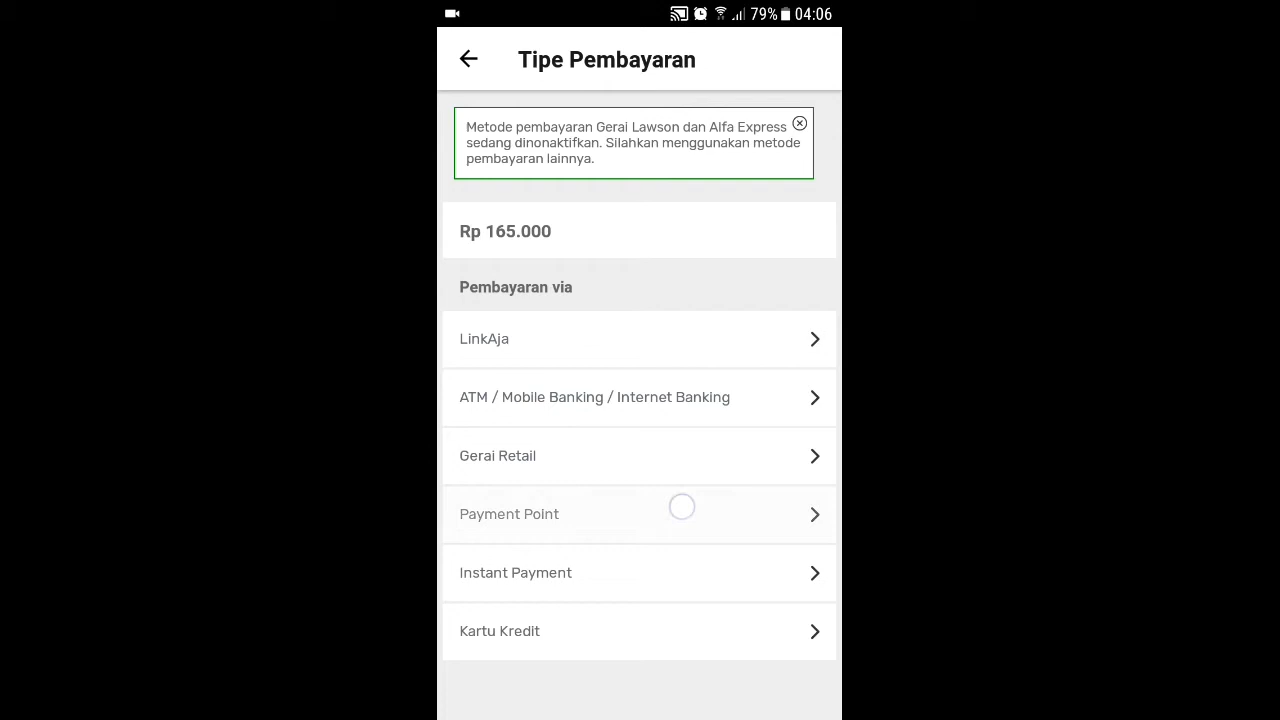 79% 04:06
Tipe Pembayaran
Metode pembayaran Gerai Lawson dan Alfa Express
sedang dinonaktifkan. Silahkan menggunakan metode
pembayaran lainnya.
Rp 165.000
Pembayaran via
LinkAja
ATM / Mobile Banking / Internet Banking
Gerai Retail
Payment Point
Instant Payment
Kartu Kredit